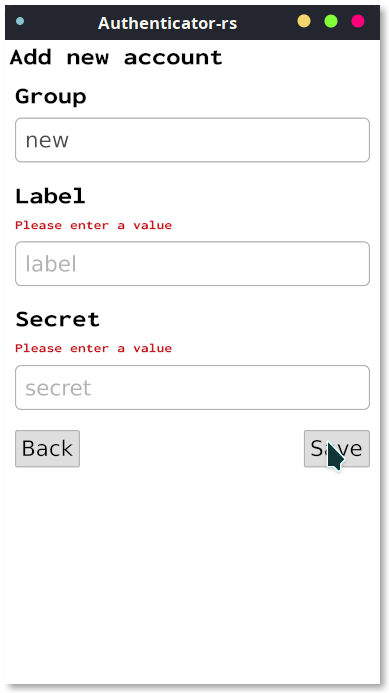 Authenticator-rs
Add new account
Group
new
Label
Please enter a value
label
Secret
Please enter a value
secret
Back
Save